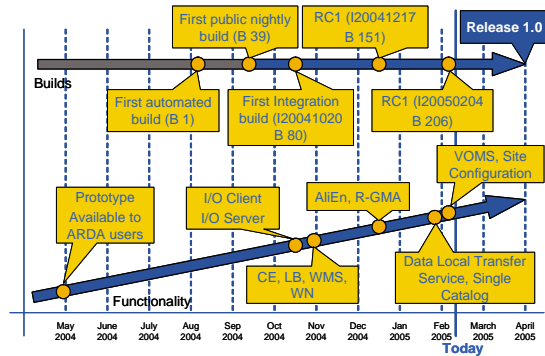 First public nightly
build (B 39)
RC1 (I20041217
B 151)
Release 1.0
Builds
First automated
build (B 1)
First Integration
build (I20041020
B 80)
RC1 (I20050204
B 206)
VOMS, Site
Configuration
Prototype
Available to
ARDA users
I/O Client
I/O Server
AliEn, R-GMA
CE, LB, WMS,
WN
Data Local Transfer
Service, Single
Catalog
Functionality
May
2004
June
2004
July
2004
Aug
2004
Sep
2004
Oct
2004
Nov
2004
Dec
2004
Jan
2005
Feb
2005
March
2005
April
2005
Today